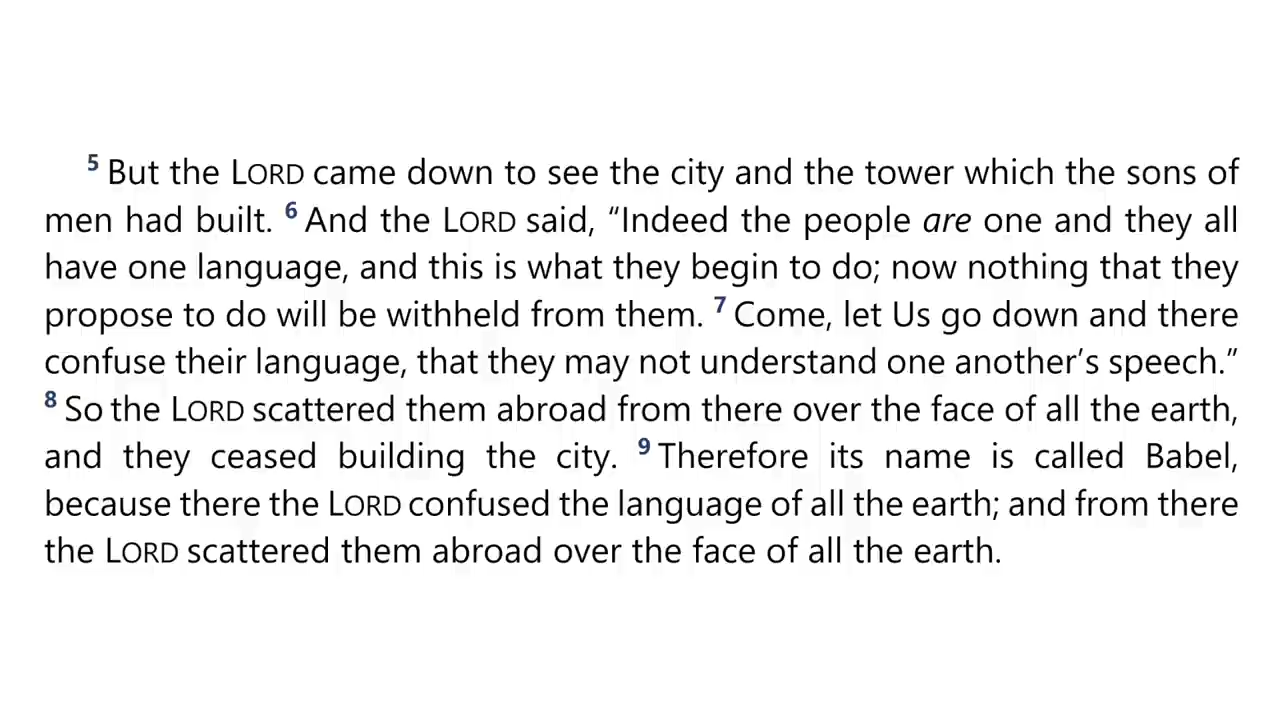 5 But the LORD came down to see the city and the tower which the sons of
men had built. 6 And the LORD said, “Indeed the people are one and they all
have one language, and this is what they begin to do; now nothing that they
propose to do will be withheld from them. 7 Come, let Us go down and there
confuse their language, that they may not understand one another’s speech.”
8 So the LORD scattered them abroad from there over the face of all the earth,
and they ceased building the city. 9 Therefore its name is called Babel,
because there the LORD confused the language of all the earth; and from there
the LORD scattered them abroad over the face of all the earth.